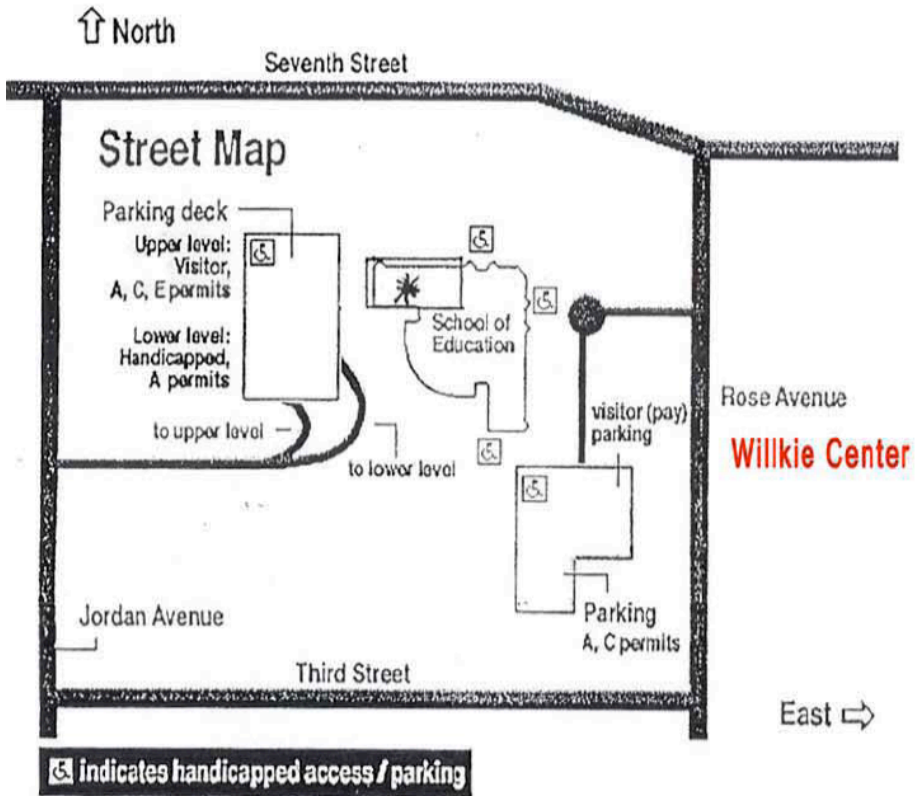 North
Seventh Street
Street Map
Parking deck
Upper level:
Visitor,
A, C, E permits
Lower level:
Handicapped,
A permits
School of
Education
to upper level
to lower level
visitor (pay)
parking
Rose Avenue
Willkie Center
Jordan Avenue
Parking
A, C permits
Third Street
East
indicates handicapped access / parking